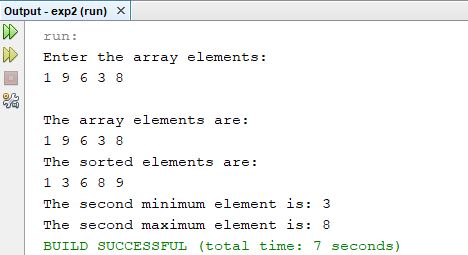 Output - exp2 (run) ×
run:
Enter the array elements:
1 9 6 3 8

The array elements are:
1 9 6 3 8
The sorted elements are:
1 3 6 8 9
The second minimum element is: 3
The second maximum element is: 8
BUILD SUCCESSFUL (total time: 7 seconds)